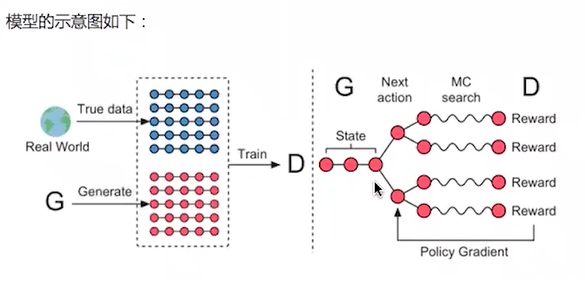 模型的示意图如下：
G
Next
action
MC
search
D
True data
Real World
State
Reward
Reward
Train
D
G
Generate
Reward
Reward
Policy Gradient